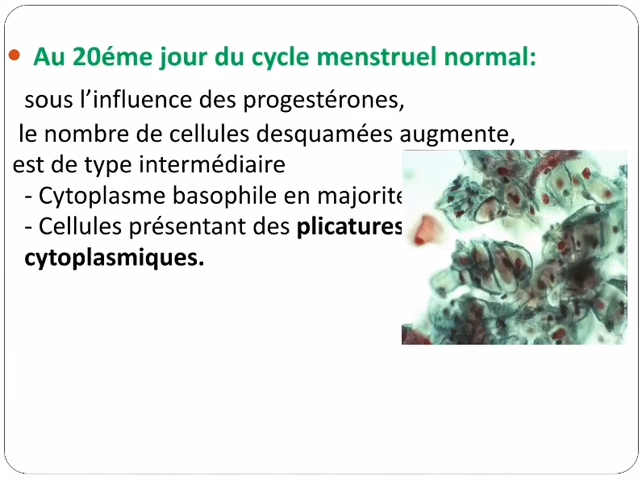 Au 20éme jour du cycle menstruel normal:
sous l’influence des progestérones,
le nombre de cellules desquamées augmente,
est de type intermédiaire
- Cytoplasme basophile en majorité
- Cellules présentant des plicatures
cytoplasmiques.